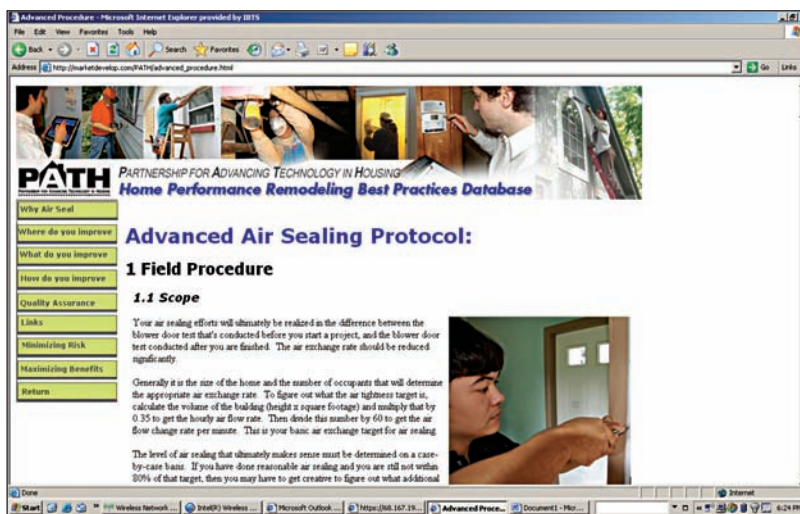 Advanced Procedure - Microsoft Internet Explorer provided by IBTS
File Edit View Favorites Tools Help
Back Search Favorites
Address http://marketdevelop.com/PATH/advanced_procedure.html Go Links
PATH
PARTNERSHIP FOR ADVANCING TECHNOLOGY IN HOUSING
Home Performance Remodeling Best Practices Database
Why Air Seal
Where do you improve
What do you improve
How do you improve
Quality Assurance
Links
Minimizing Risk
Maximizing Benefits
Return
Advanced Air Sealing Protocol:
1 Field Procedure
1.1 Scope
Your air sealing efforts will ultimately be realized in the difference between the
blower door test that's conducted before you start a project, and the blower door
test conducted after you are finished. The air exchange rate should be reduced
significantly.
Generally it is the size of the home and the number of occupants that will determine
the appropriate air exchange rate. To figure out what the air tightness target is,
calculate the volume of the building (height x square footage) and multiply that by
0.35 to get the hourly air flow rate. Then divide this number by 60 to get the air
flow change rate per minute. This is your basic air exchange target for air sealing.
The level of air sealing that ultimately makes sense must be determined on a case-
by-case basis. If you have done reasonable air sealing and you are still not within
80% of that target, then you may have to get creative to figure out what additional
Done Internet
Start Wireless Network ... Intel(R) Wireless ... Microsoft Outlook ... https://68.167.19... Advanced Proce... Document1 - Micr... 6:24 PM